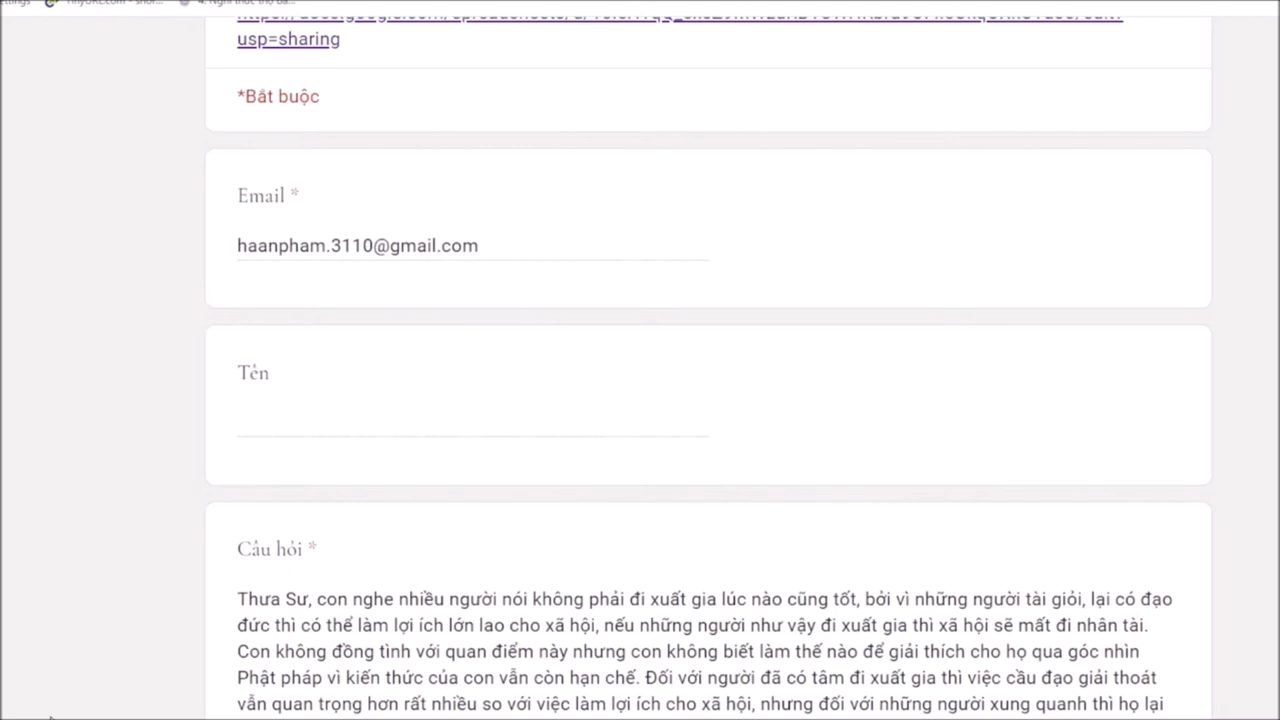 usp=sharing
*Bắt buộc
Email *
haanpham.3110@gmail.com
Tên
Câu hỏi *
Thưa Sư, con nghe nhiều người nói không phải đi xuất gia lúc nào cũng tốt, bởi vì những người tài giỏi, lại có đạo
đức thì có thể làm lợi ích lớn lao cho xã hội, nếu những người như vậy đi xuất gia thì xã hội sẽ mất đi nhân tài.
Con không đồng tình với quan điểm này nhưng con không biết làm thế nào để giải thích cho họ qua góc nhìn
Phật pháp vì kiến thức của con vẫn còn hạn chế. Đối với người đã có tâm đi xuất gia thì việc cầu đạo giải thoát
vẫn quan trọng hơn rất nhiều so với việc làm lợi ích cho xã hội, nhưng đối với những người xung quanh thì họ lại